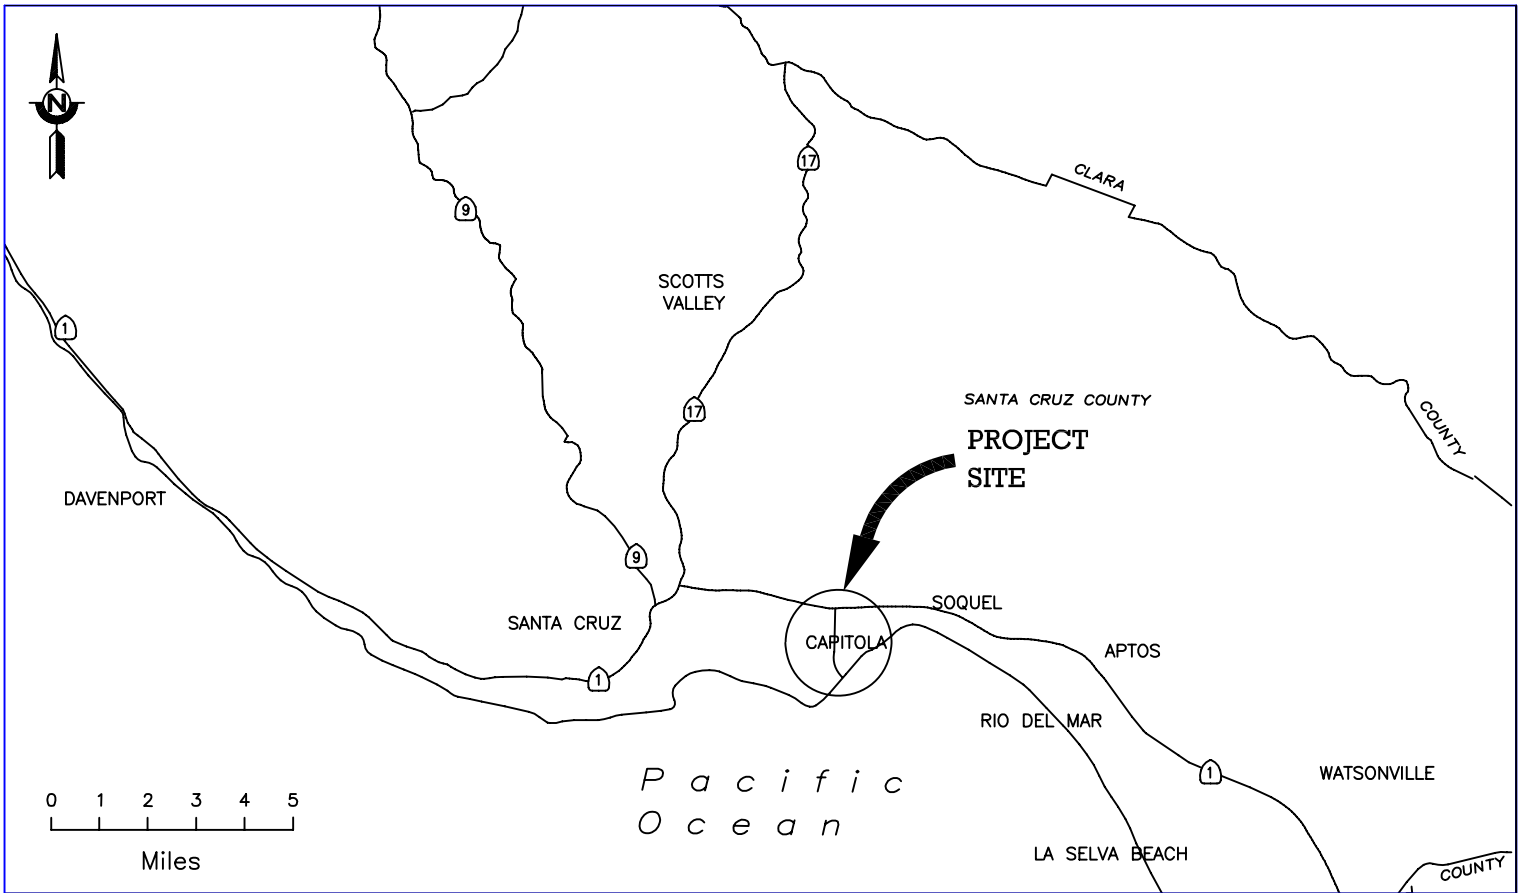 N
17
CLARA
9
SCOTTS
VALLEY
1
17
SANTA CRUZ COUNTY
COUNTY
PROJECT
SITE
DAVENPORT
9
SOQUEL
SANTA CRUZ
CAPITOLA
APTOS
1
RIO DEL MAR
Pacific
Ocean
1
WATSONVILLE
0 1 2 3 4 5
Miles
LA SELVA BEACH
COUNTY